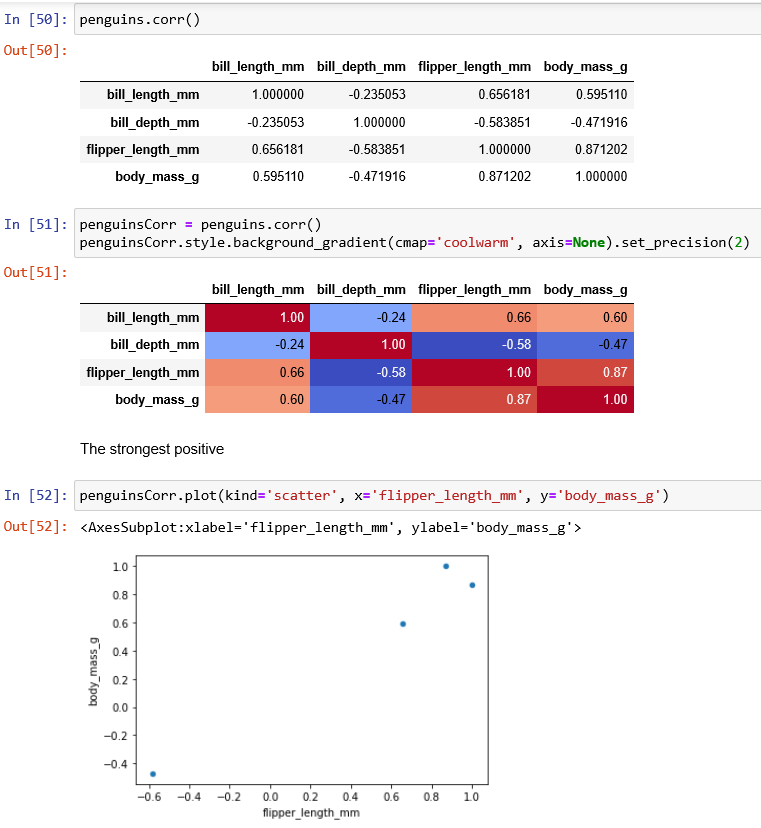 In [50]: penguins.corr()
Out[50]:
bill_length_mm bill_depth_mm flipper_length_mm body_mass_g
bill_length_mm 1.000000 -0.235053 0.656181 0.595110
bill_depth_mm -0.235053 1.000000 -0.583851 -0.471916
flipper_length_mm 0.656181 -0.583851 1.000000 0.871202
body_mass_g 0.595110 -0.471916 0.871202 1.000000
In [51]: penguinsCorr = penguins.corr()
penguinsCorr.style.background_gradient(cmap='coolwarm', axis=None).set_precision(2)
Out[51]:
bill_length_mm bill_depth_mm flipper_length_mm body_mass_g
bill_length_mm 1.00 -0.24 0.66 0.60
bill_depth_mm -0.24 1.00 -0.58 -0.47
flipper_length_mm 0.66 -0.58 1.00 0.87
body_mass_g 0.60 -0.47 0.87 1.00
The strongest positive
In [52]: penguinsCorr.plot(kind='scatter', x='flipper_length_mm', y='body_mass_g')
Out[52]: <AxesSubplot:xlabel='flipper_length_mm', ylabel='body_mass_g'>
body_mass_g
1.0
0.8
0.6
0.4
0.2
0.0
−0.2
−0.4
−0.6 −0.4 −0.2 0.0 0.2 0.4 0.6 0.8 1.0
flipper_length_mm